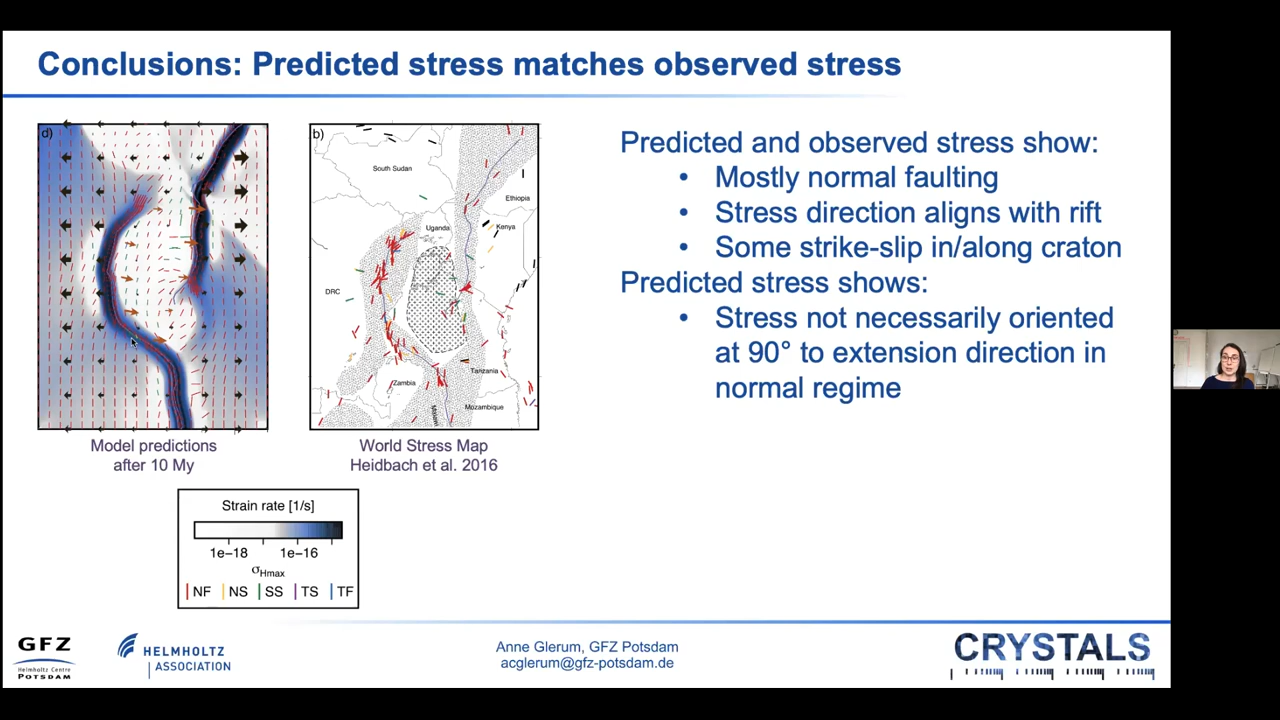 Conclusions: Predicted stress matches observed stress
d)
b)
South Sudan
Ethiopia
Uganda
Kenya
DRC
Tanzania
Zambia
Mozambique
Malawi
Model predictions
after 10 My
World Stress Map
Heidbach et al. 2016
Predicted and observed stress show:
• Mostly normal faulting
• Stress direction aligns with rift
• Some strike-slip in/along craton
Predicted stress shows:
• Stress not necessarily oriented
at 90° to extension direction in
normal regime
Strain rate [1/s]
1e−18 1e−16
σHmax
NF NS SS TS TF
GFZ
Helmholtz Centre
POTSDAM
HELMHOLTZ
ASSOCIATION
Anne Glerum, GFZ Potsdam
acglerum@gfz-potsdam.de
CRYSTALS